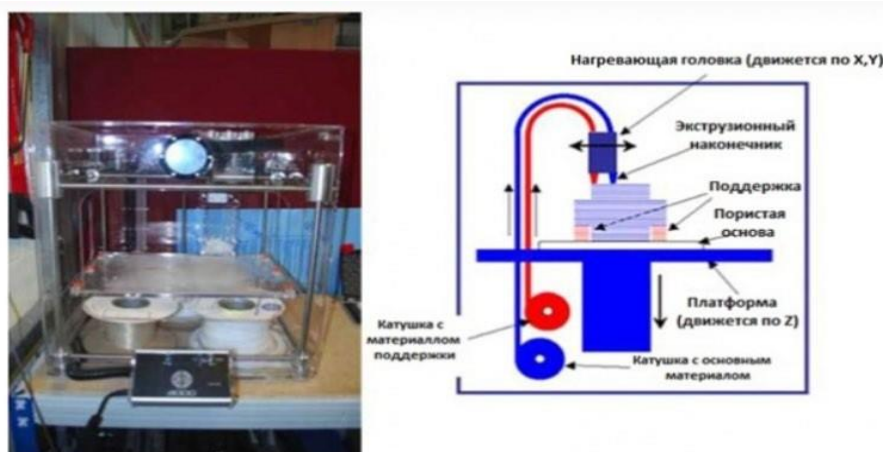 Нагревающая головка (движется по X,Y)
Экструзионный
наконечник
Поддержка
Пористая
основа
Платформа
(движется по Z)
Катушка с
материаллом
поддержки
Катушка с основным
материалом